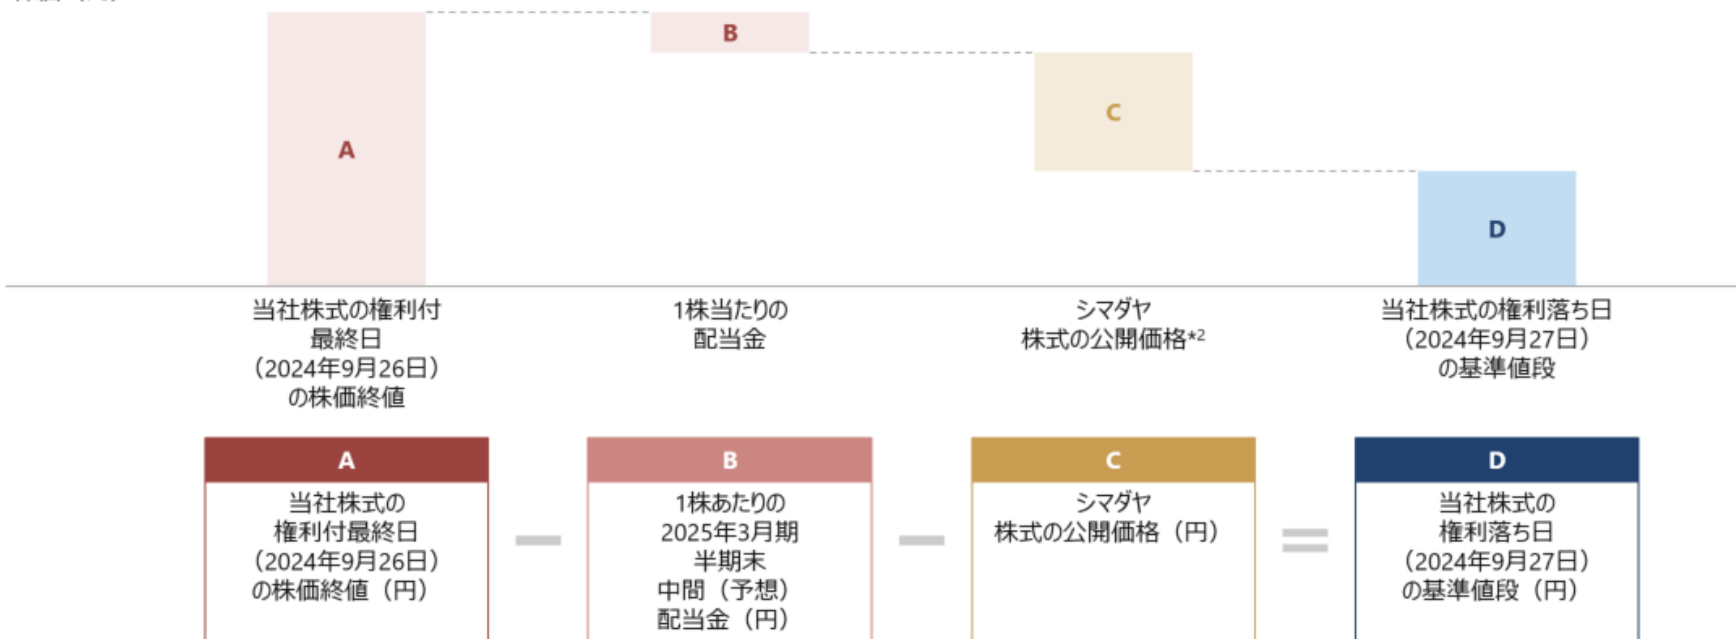 A
B
C
D
当社株式の権利付
最終日
（2024年9月26日）
の株価終値
1株当たりの
配当金
シマダヤ
株式の公開価格*2
当社株式の権利落ち日
（2024年9月27日）
の基準値段
A
当社株式の
権利付最終日
（2024年9月26日）
の株価終値（円）
B
1株あたりの
2025年3月期
半期末
中間（予想）
配当金（円）
C
シマダヤ
株式の公開価格（円）
D
当社株式の
権利落ち日
（2024年9月27日）
の基準値段（円）